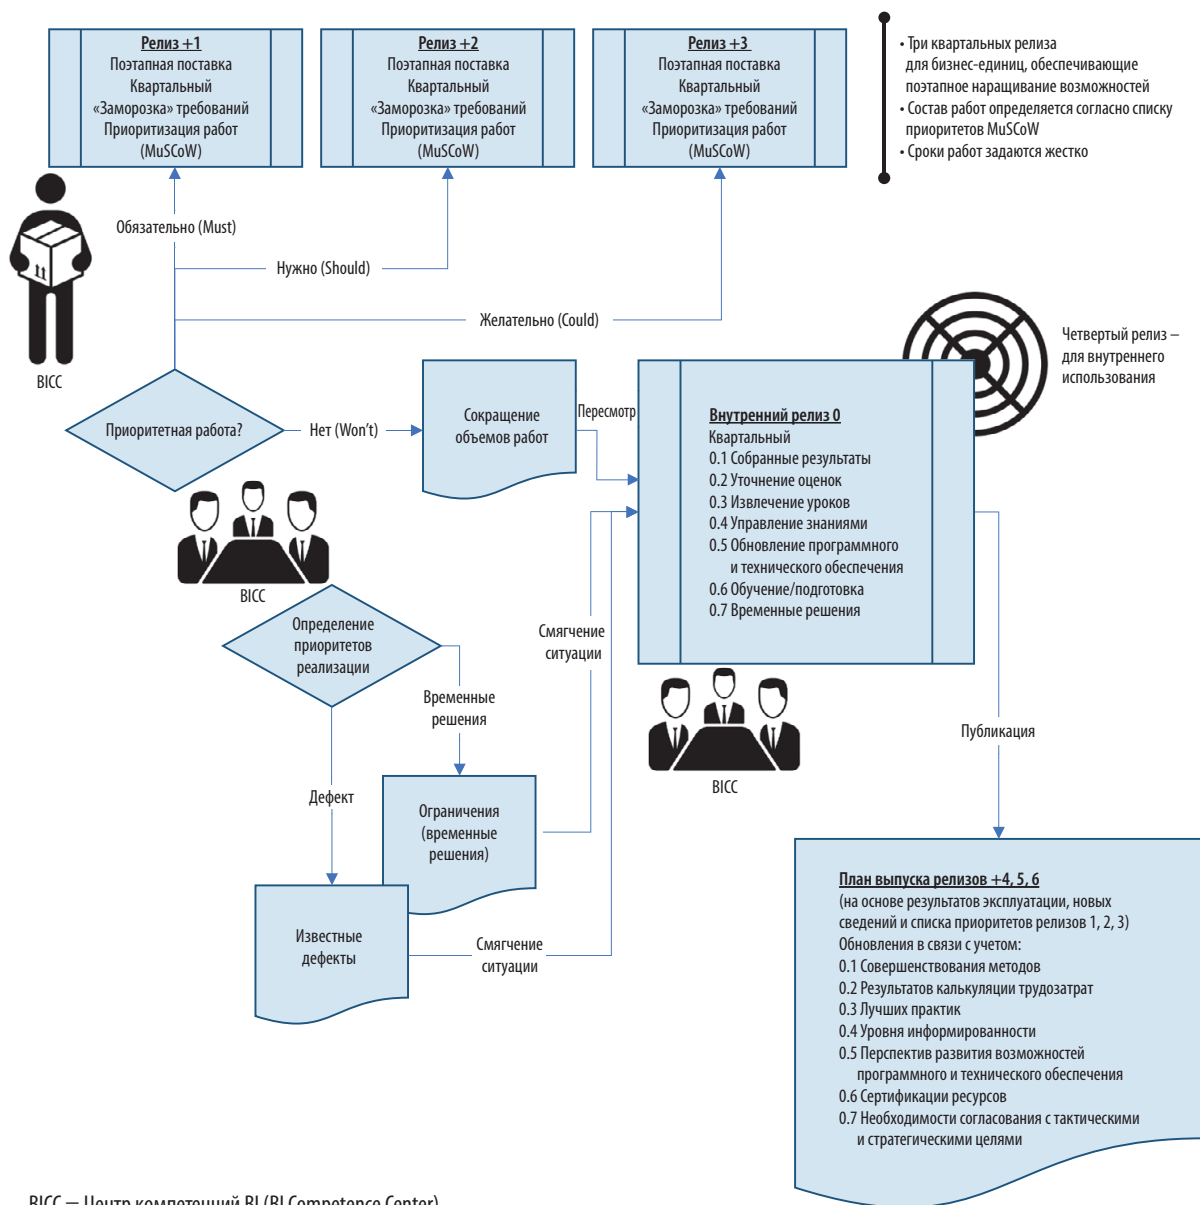 Релиз +1
Поэтапная поставка
Квартальный
«Заморозка» требований
Приоритизация работ
(MuSCoW)
Релиз +2
Поэтапная поставка
Квартальный
«Заморозка» требований
Приоритизация работ
(MuSCoW)
Релиз +3
Поэтапная поставка
Квартальный
«Заморозка» требований
Приоритизация работ
(MuSCoW)
• Три квартальных релиза
для бизнес-единиц, обеспечивающие
поэтапное наращивание возможностей
• Состав работ определяется согласно списку
приоритетов MuSCoW
• Сроки работ задаются жестко
Обязательно (Must)
Нужно (Should)
Желательно (Could)
BICC
Четвертый релиз –
для внутреннего
использования
Приоритетная работа?
Нет (Won't)
Сокращение
объемов работ
Пересмотр
Внутренний релиз 0
Квартальный
0.1 Собранные результаты
0.2 Уточнение оценок
0.3 Извлечение уроков
0.4 Управление знаниями
0.5 Обновление программного
и технического обеспечения
0.6 Обучение/подготовка
0.7 Временные решения
BICC
Определение
приоритетов
реализации
Смягчение
ситуации
Временные
решения
BICC
Публикация
Дефект
Ограничения
(временные
решения)
Известные
дефекты
Смягчение
ситуации
План выпуска релизов +4, 5, 6
(на основе результатов эксплуатации, новых
сведений и списка приоритетов релизов 1, 2, 3)
Обновления в связи с учетом:
0.1 Совершенствования методов
0.2 Результатов калькуляции трудозатрат
0.3 Лучших практик
0.4 Уровня информированности
0.5 Перспектив развития возможностей
программного и технического обеспечения
0.6 Сертификации ресурсов
0.7 Необходимости согласования с тактическими
и стратегическими целями
BICC = Центр компетенций BI (BI Competence Center)